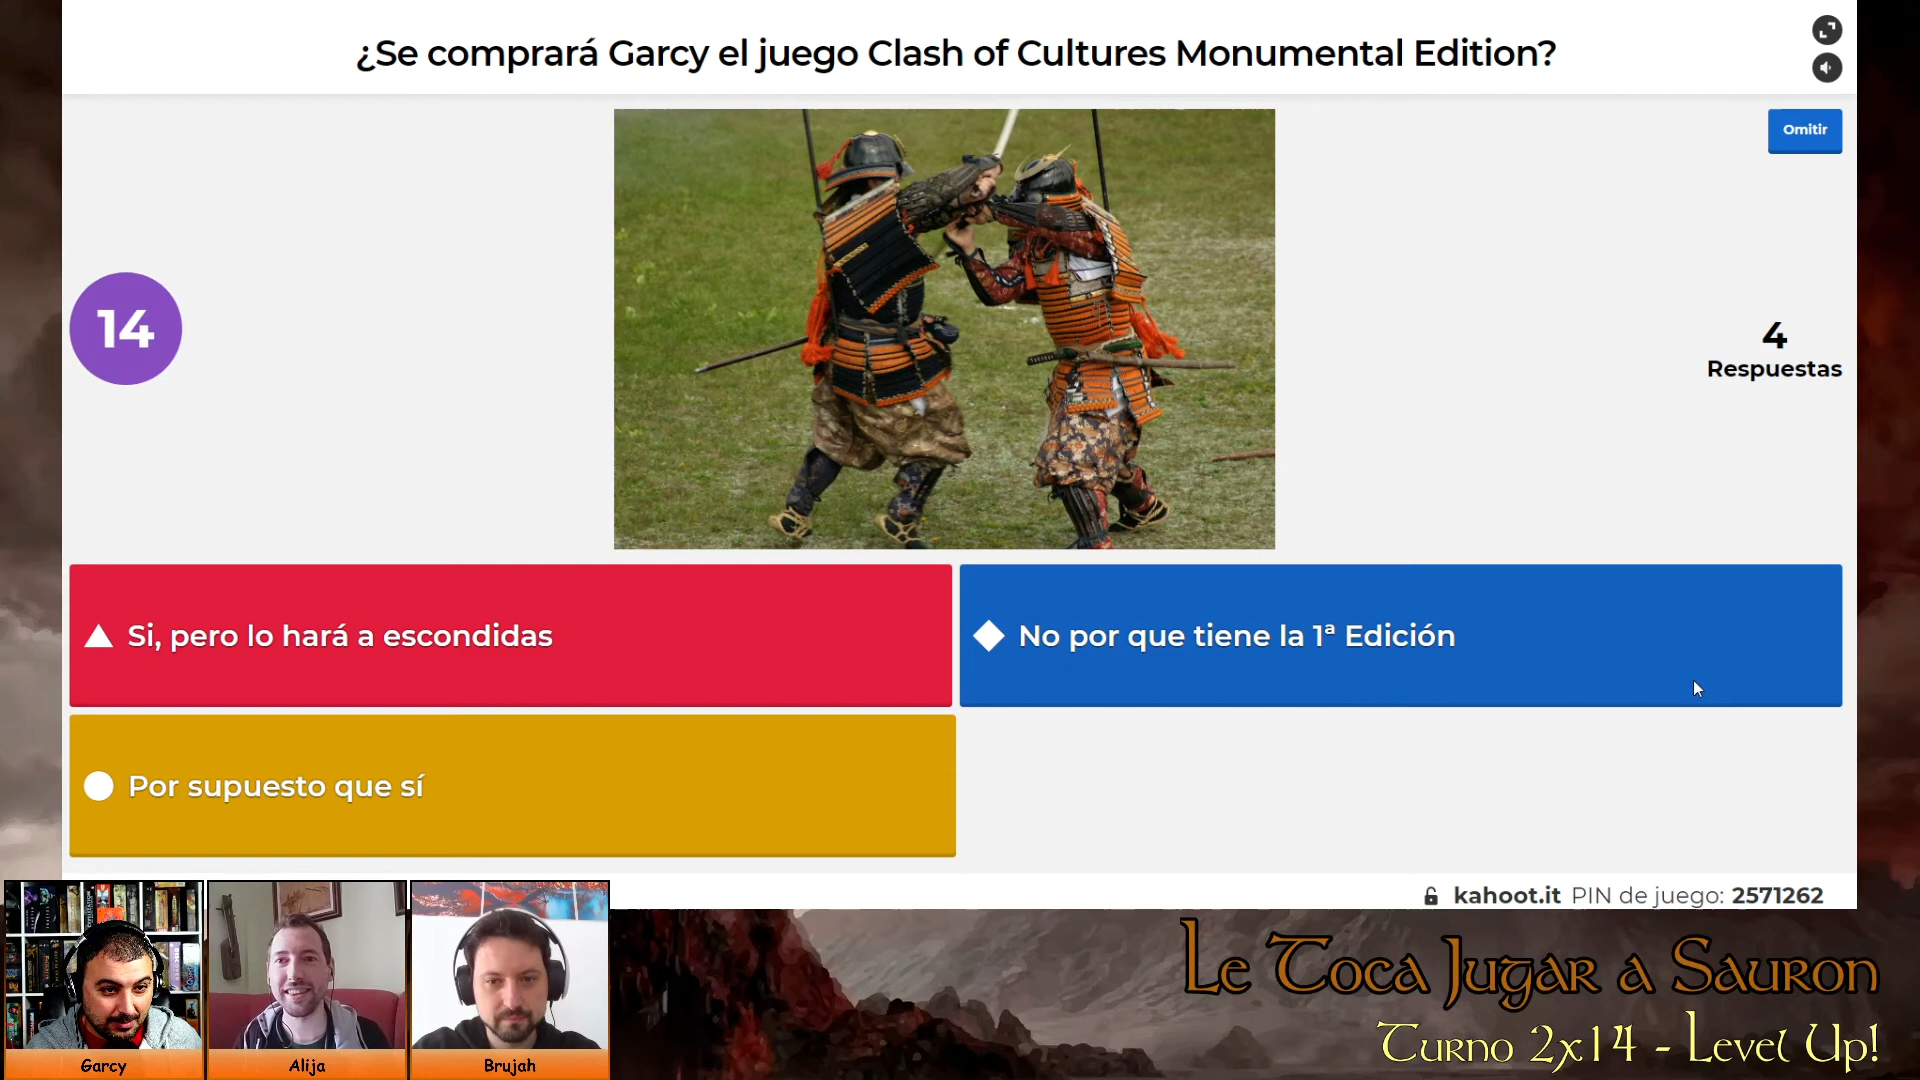 ¿Se comprará Garcy el juego Clash of Cultures Monumental Edition?
Omitir
14
4
Respuestas
Si, pero lo hará a escondidas
No por que tiene la 1ª Edición
Por supuesto que sí
kahoot.it PIN de juego: 2571262
Le Toca Jugar a Sauron
Turno 2x14 - Level Up!
Garcy
Alija
Brujah